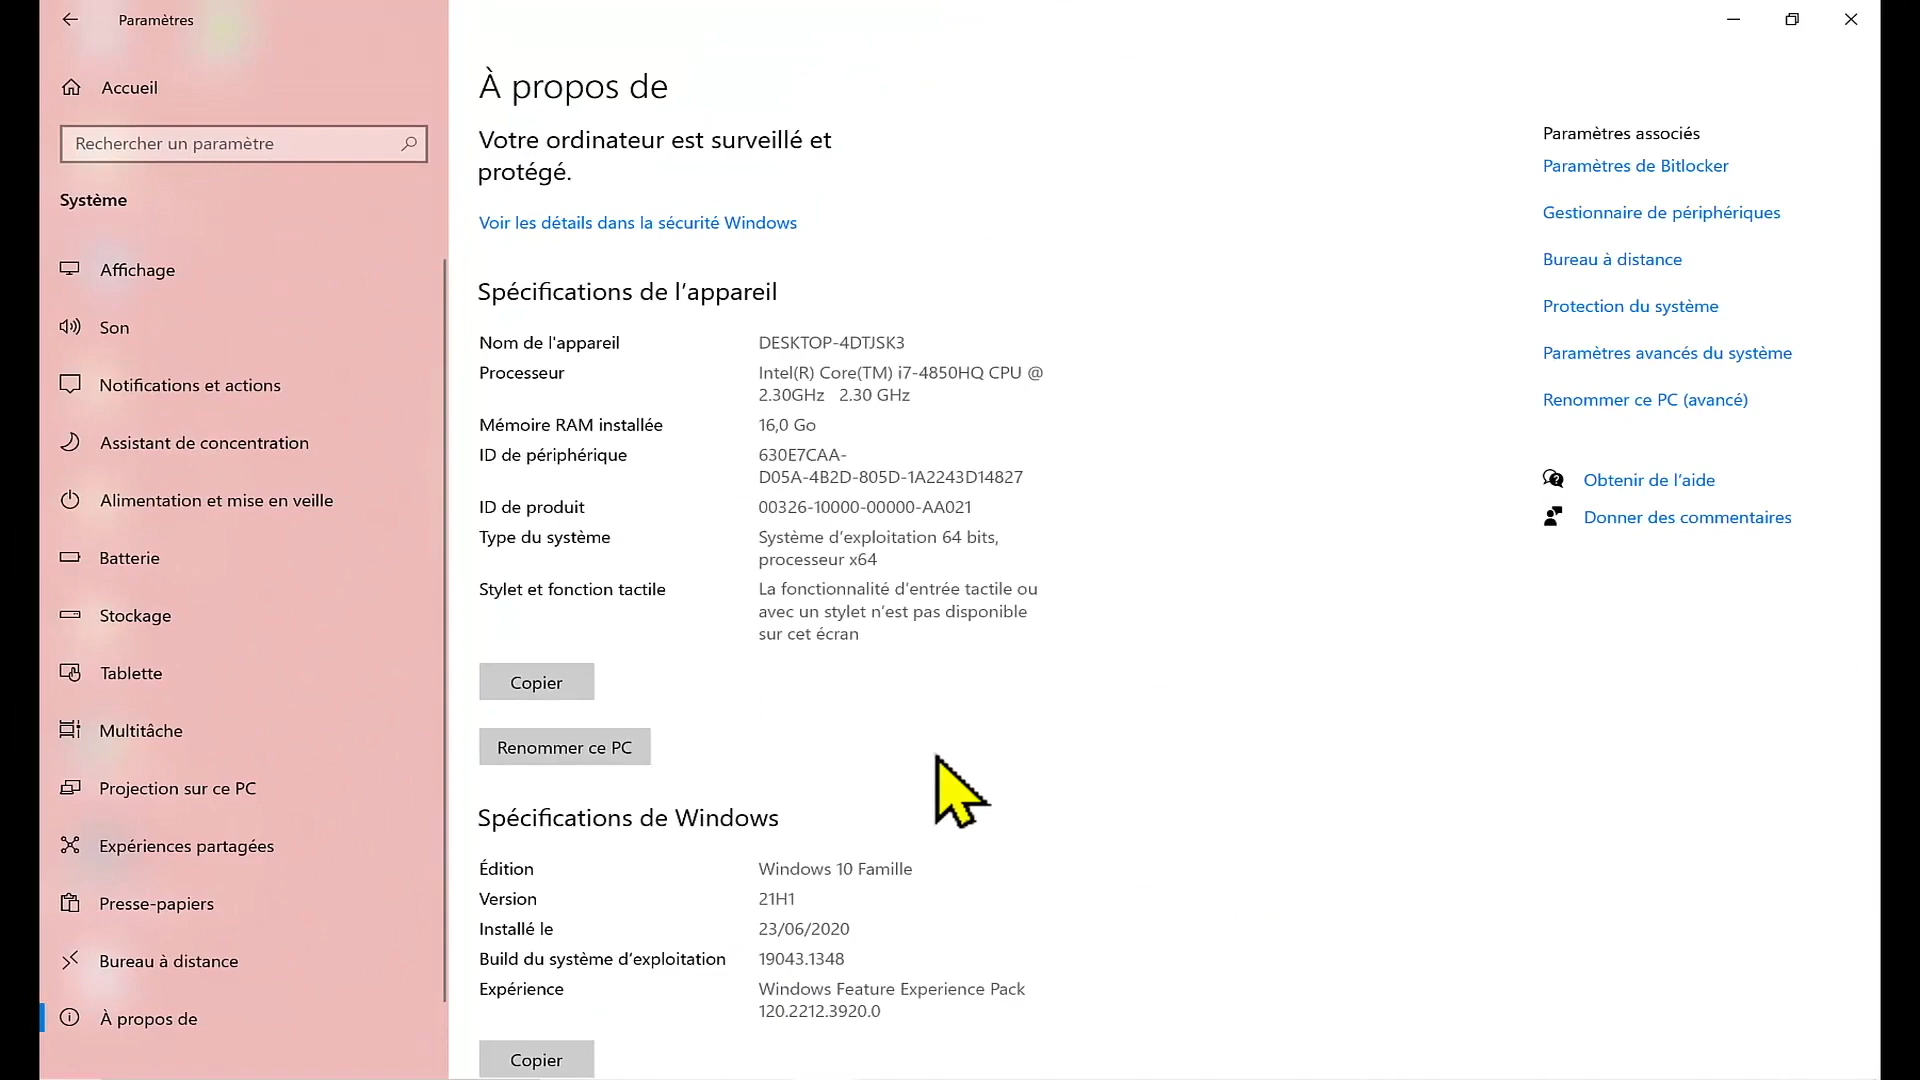 Paramètres
Accueil
Rechercher un paramètre
Système
Affichage
Son
Notifications et actions
Assistant de concentration
Alimentation et mise en veille
Batterie
Stockage
Tablette
Multitâche
Projection sur ce PC
Expériences partagées
Presse-papiers
Bureau à distance
À propos de
À propos de
Votre ordinateur est surveillé et
protégé.
Voir les détails dans la sécurité Windows
Spécifications de l'appareil
Nom de l'appareil DESKTOP-4DTJSK3
Processeur Intel(R) Core(TM) i7-4850HQ CPU @
2.30GHz 2.30 GHz
Mémoire RAM installée 16,0 Go
ID de périphérique 630E7CAA-
D05A-4B2D-805D-1A2243D14827
ID de produit 00326-10000-00000-AA021
Type du système Système d'exploitation 64 bits,
processeur x64
Stylet et fonction tactile La fonctionnalité d'entrée tactile ou
avec un stylet n'est pas disponible
sur cet écran
Copier
Renommer ce PC
Spécifications de Windows
Édition Windows 10 Famille
Version 21H1
Installé le 23/06/2020
Build du système d'exploitation 19043.1348
Expérience Windows Feature Experience Pack
120.2212.3920.0
Copier
Paramètres associés
Paramètres de Bitlocker
Gestionnaire de périphériques
Bureau à distance
Protection du système
Paramètres avancés du système
Renommer ce PC (avancé)
Obtenir de l'aide
Donner des commentaires